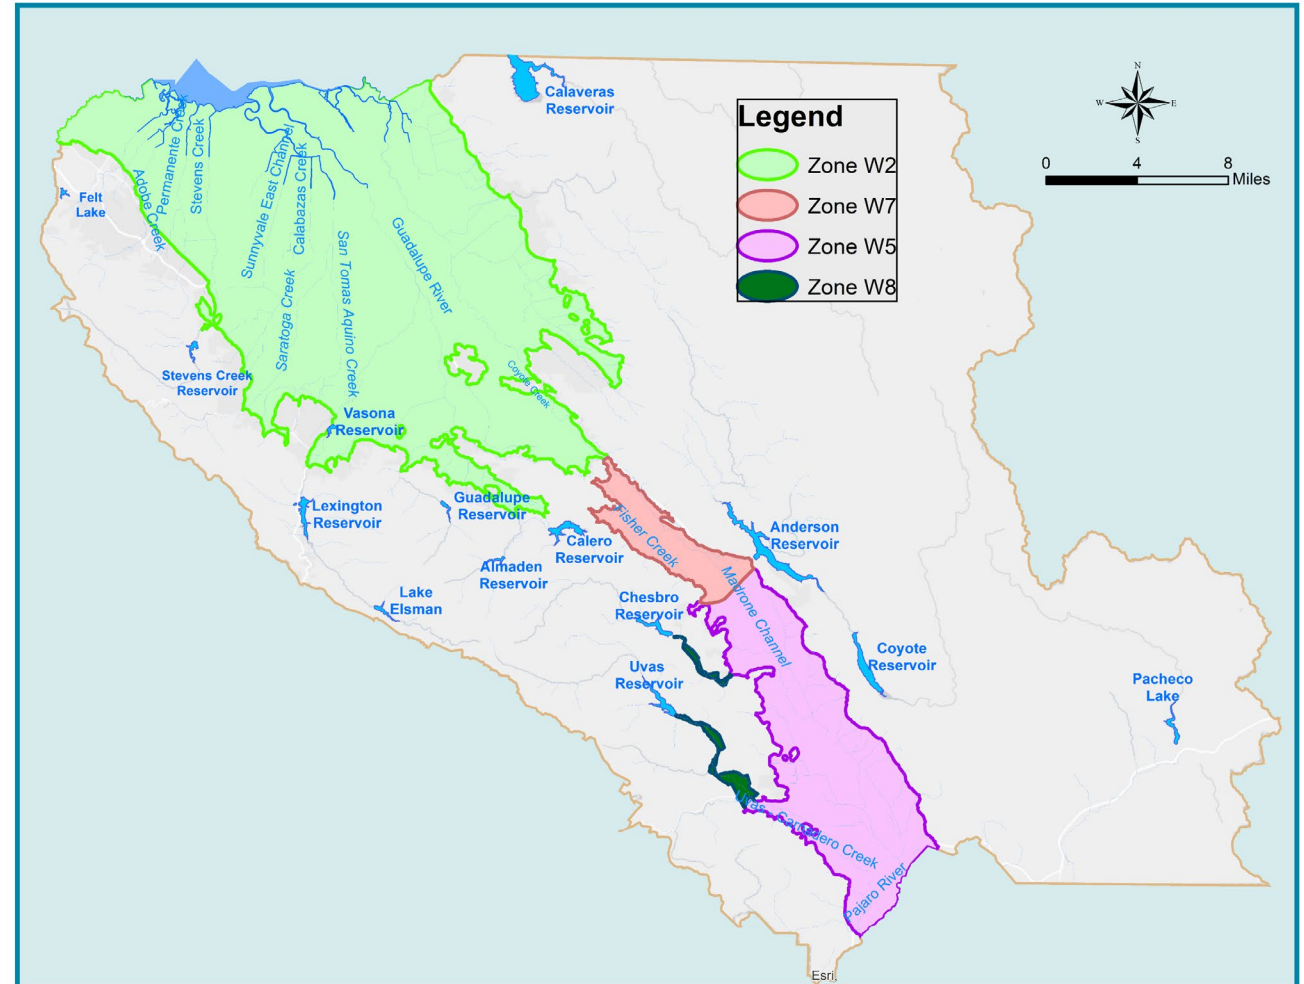 N
W
E
S
0 4 8
Miles
Legend
Zone W2
Zone W7
Zone W5
Zone W8
Calaveras
Reservoir
Felt
Lake
Adobe Creek
Permanente Creek
Stevens Creek
Sunnyvale East Channel
Calabazas Creek
Saratoga Creek
San Tomas Aquino Creek
Guadalupe River
Coyote Creek
Stevens Creek
Reservoir
Vasona
Reservoir
Lexington
Reservoir
Guadalupe
Reservoir
Calero
Reservoir
Almaden
Reservoir
Lake
Elsman
Fisher Creek
Anderson
Reservoir
Chesbro
Reservoir
Madrone Channel
Uvas
Reservoir
Coyote
Reservoir
Pacheco
Lake
Uvas - Carnadero Creek
Pajaro River
Esri,